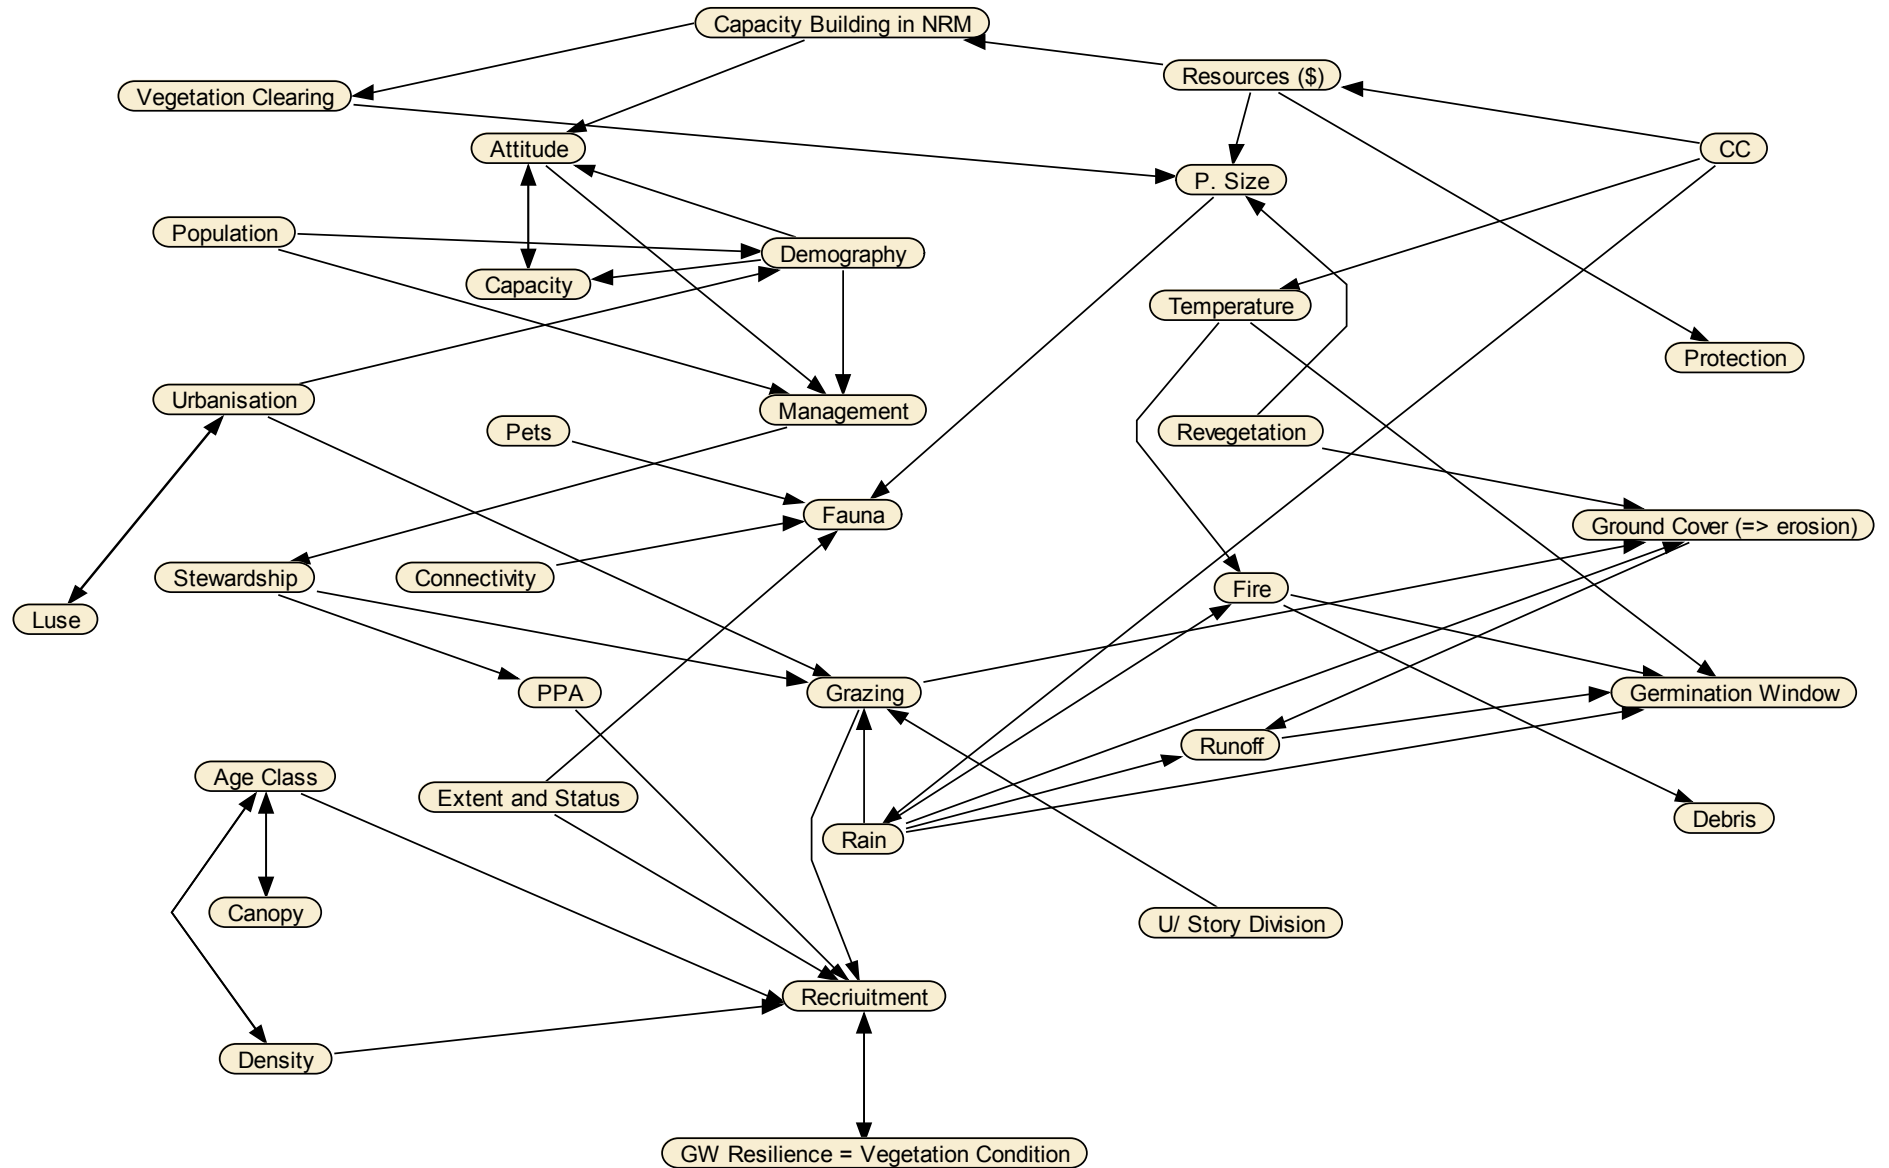 Capacity Building in NRM
Resources ($)
Vegetation Clearing
Attitude
CC
P. Size
Population
Demography
Capacity
Temperature
Protection
Urbanisation
Management
Pets
Revegetation
Fauna
Ground Cover (=> erosion)
Stewardship
Connectivity
Fire
Luse
PPA
Grazing
Germination Window
Runoff
Age Class
Extent and Status
Debris
Rain
Canopy
U/ Story Division
Recriuitment
Density
GW Resilience = Vegetation Condition